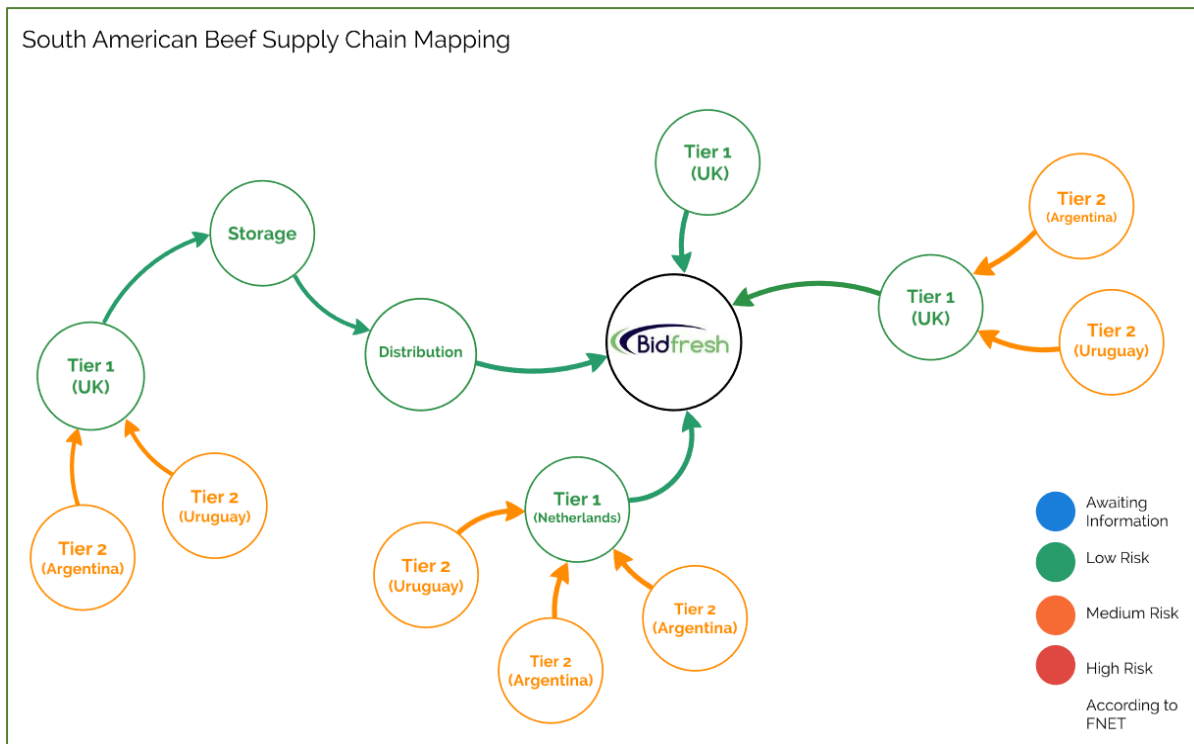 South American Beef Supply Chain Mapping
Tier 1
(UK)
Tier 2
(Argentina)
Storage
Tier 1
(UK)
Tier 2
(Uruguay)
Bidfresh
Distribution
Tier 1
(UK)
Tier 2
(Uruguay)
Tier 2
(Argentina)
Tier 1
(Netherlands)
Tier 2
(Uruguay)
Tier 2
(Argentina)
Tier 2
(Argentina)
Awaiting
Information
Low Risk
Medium Risk
High Risk
According to
FNET